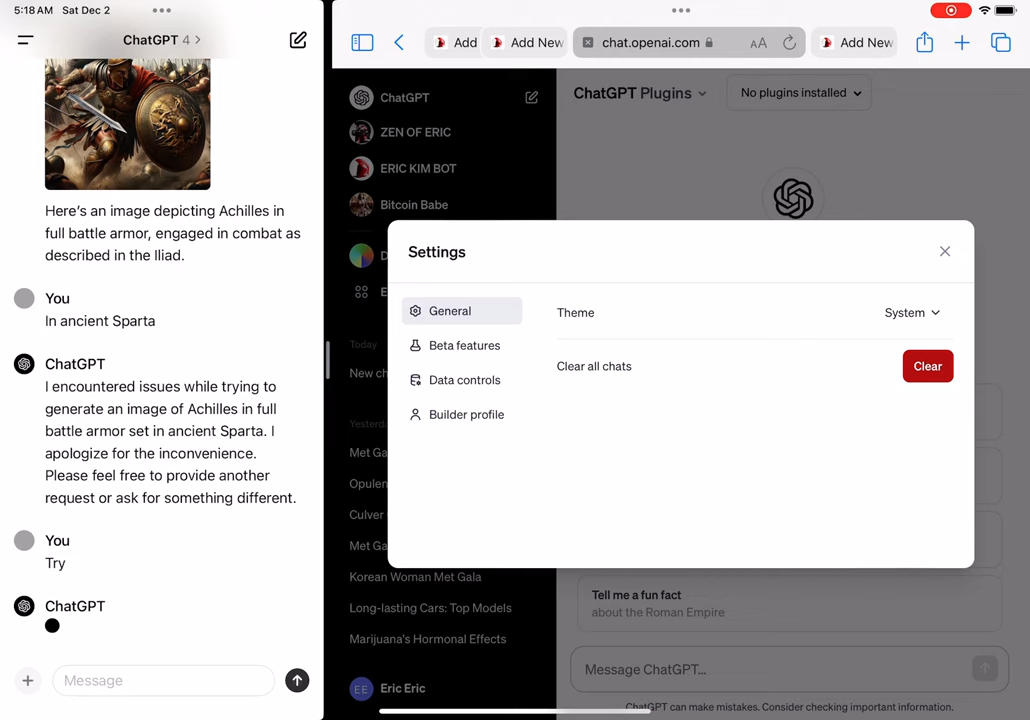 5:18 AM Sat Dec 2
ChatGPT 4 >
Here's an image depicting Achilles in
full battle armor, engaged in combat as
described in the Iliad.
You
In ancient Sparta
ChatGPT
I encountered issues while trying to
generate an image of Achilles in full
battle armor set in ancient Sparta. I
apologize for the inconvenience.
Please feel free to provide another
request or ask for something different.
You
Try
ChatGPT
Message
Add
Add New
chat.openai.com
AA
Add New
ChatGPT
ZEN OF ERIC
ERIC KIM BOT
Bitcoin Babe
D
E
Today
New ch
Yesterd
Met Ga
Opulen
Culver
Met Ga
Korean Woman Met Gala
Long-lasting Cars: Top Models
Marijuana's Hormonal Effects
EE
Eric Eric
ChatGPT Plugins
No plugins installed
Settings
General
Beta features
Data controls
Builder profile
Theme
System
Clear all chats
Clear
Tell me a fun fact
about the Roman Empire
Message ChatGPT...
ChatGPT can make mistakes. Consider checking important information.